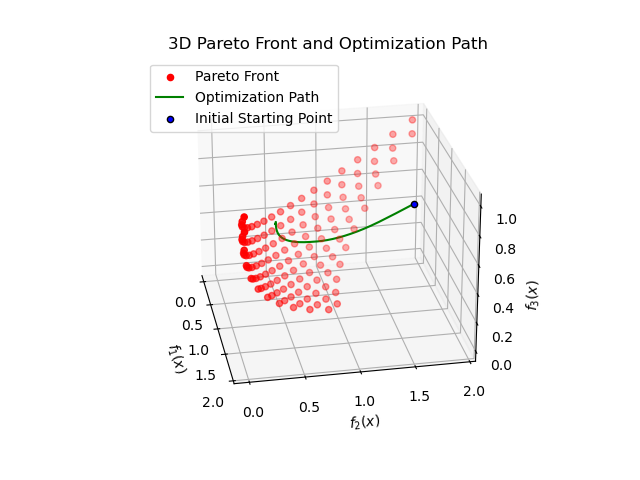 3D Pareto Front and Optimization Path
Pareto Front
Optimization Path
Initial Starting Point
0.0
0.5
1.0
1.5
2.0
f₁(x)
0.0
0.5
1.0
1.5
2.0
f₂(x)
0.0
0.2
0.4
0.6
0.8
1.0
f₃(x)